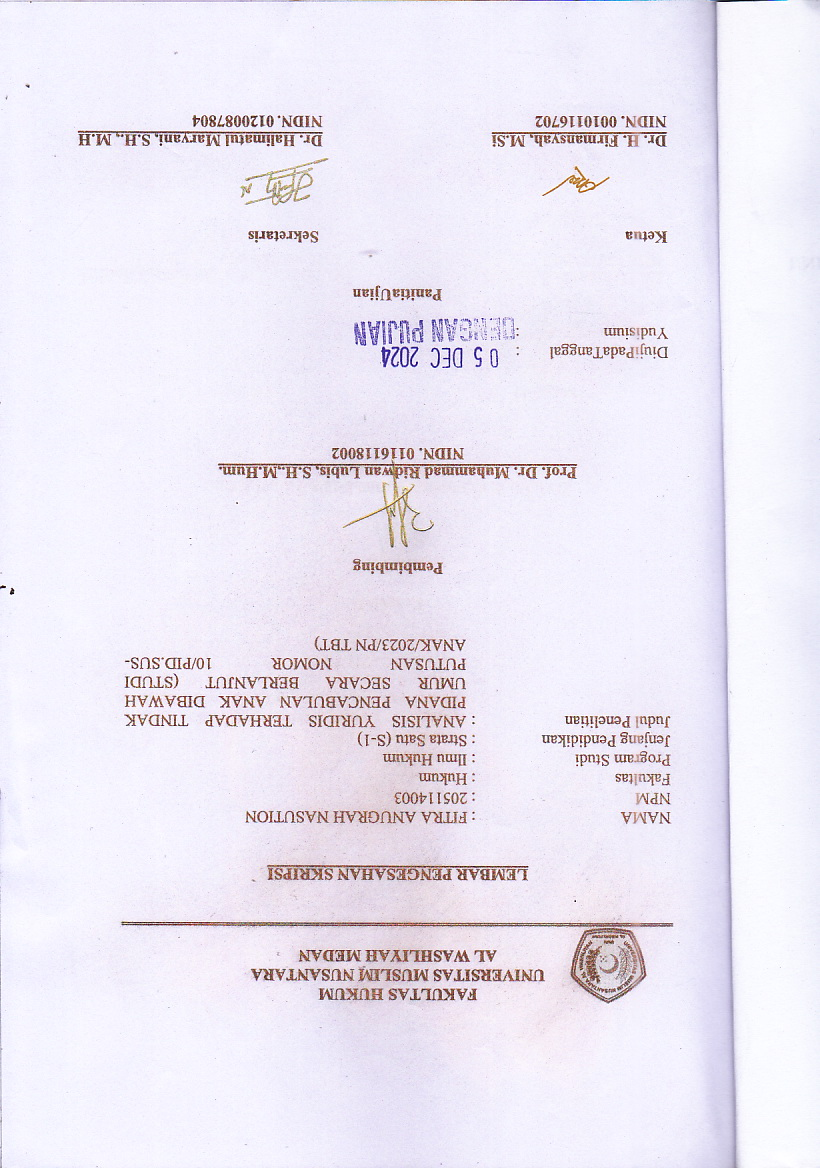 FAKULTAS HUKUM
UNIVERSITAS MUSLIM NUSANTARA
AL WASHLIYAH MEDAN
LEMBAR PENGESAHAN SKRIPSI
NAMA : FITRA ANUGRAH NASUTION
NPM : 205114003
Fakultas : Hukum
Program Studi : Ilmu Hukum
Jenjang Pendidikan : Strata Satu (S-1)
Judul Penelitian : ANALISIS YURIDIS TERHADAP TINDAK
PIDANA PENCABULAN ANAK DIBAWAH
UMUR SECARA BERLANJUT (STUDI
PUTUSAN NOMOR 10/PID.SUS-
ANAK/2023/PN TBT)
Pembimbing
Prof. Dr. Muhammad Ridwan Lubis, S.H.,M.Hum.
NIDN. 0116118002
DiujiPadaTanggal : 05 DEC 2024
Yudisium : DENGAN PUJIAN
PanitiaUjian
Ketua Sekretaris
Dr. H. Firmansyah, M.Si Dr. Halimatul Maryani, S.H., M.H
NIDN. 0010116702 NIDN. 0120087804